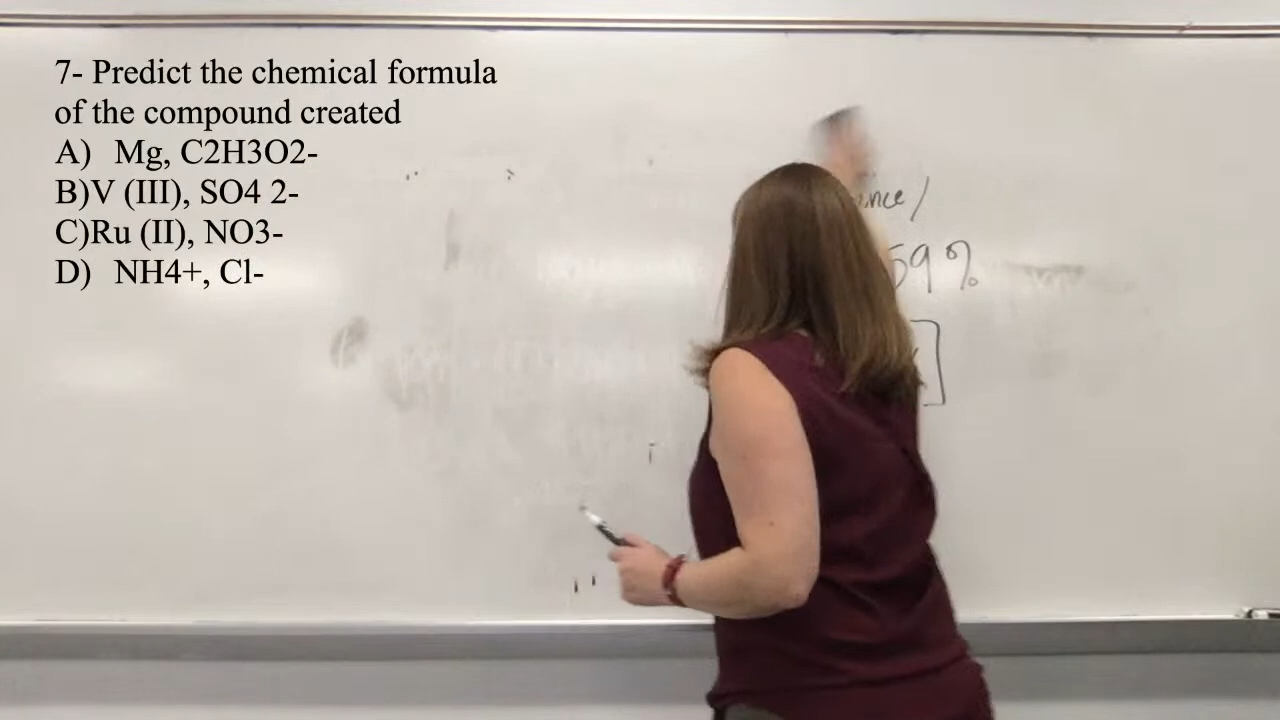 7- Predict the chemical formula
of the compound created
A) Mg, C2H3O2-
B)V (III), SO4 2-
C)Ru (II), NO3-
D) NH4+, Cl-
59%
]